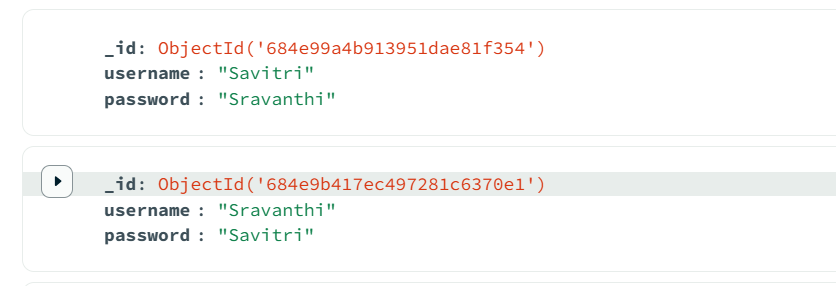 _id: ObjectId('684e99a4b913951dae81f354')
username : "Savitri"
password : "Sravanthi"
_id: ObjectId('684e9b417ec497281c6370e1')
username : "Sravanthi"
password : "Savitri"